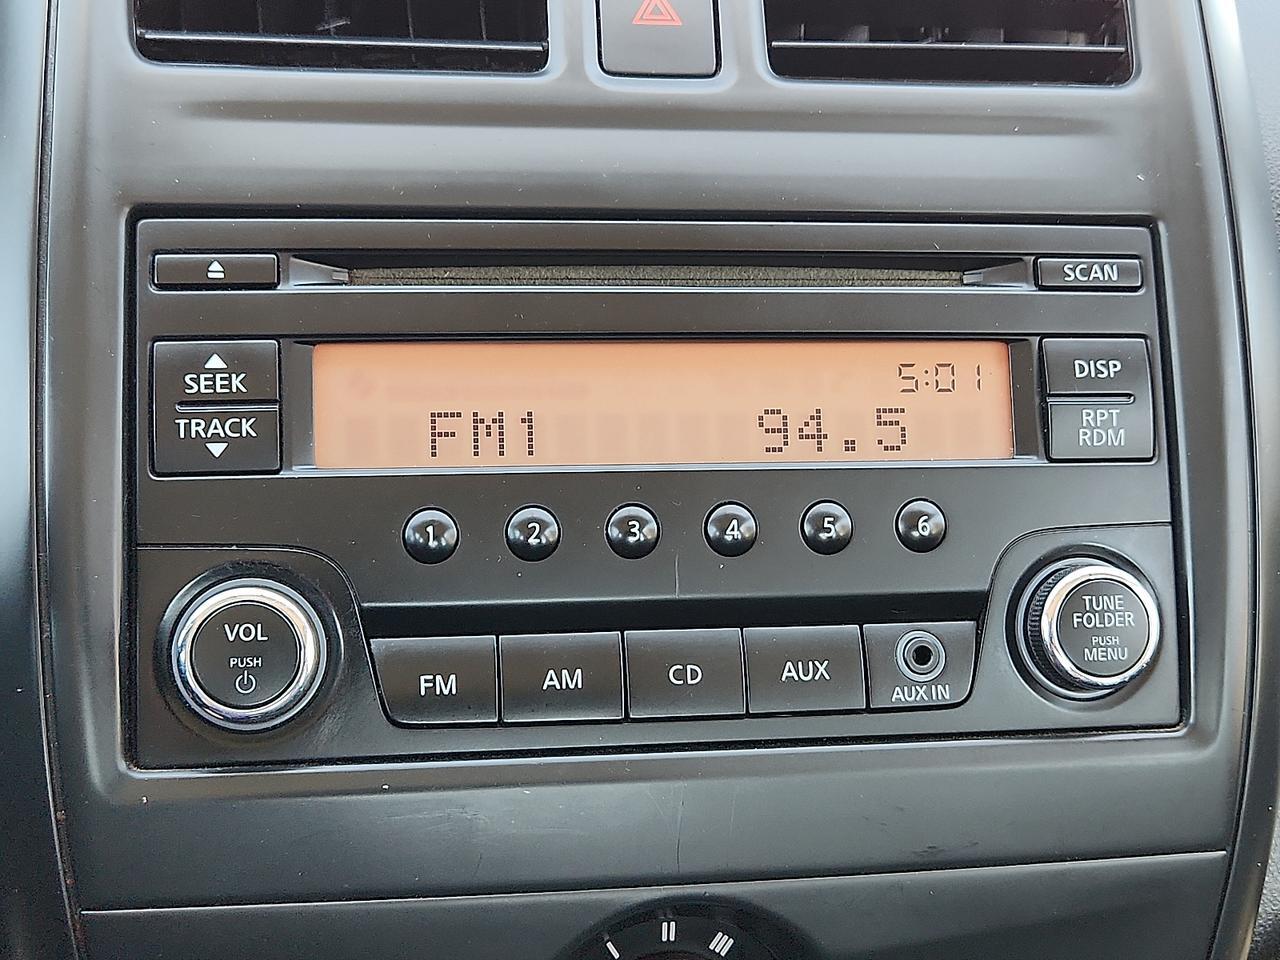 SCAN
SEEK
TRACK
5:01
FM1 94.5
DISP
RPT
RDM
1 2 3 4 5 6
VOL
PUSH
FM
AM
CD
AUX
AUX IN
TUNE
FOLDER
PUSH
MENU